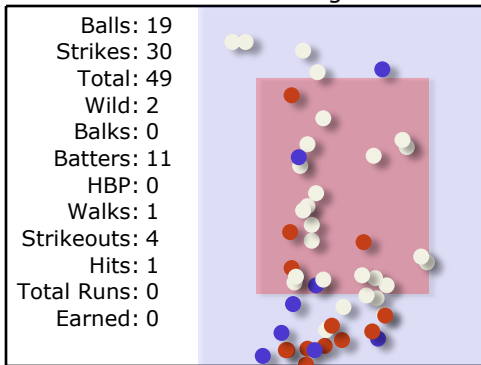 Balls: 19
Strikes: 30
Total: 49
Wild: 2
Balks: 0
Batters: 11
HBP: 0
Walks: 1
Strikeouts: 4
Hits: 1
Total Runs: 0
Earned: 0